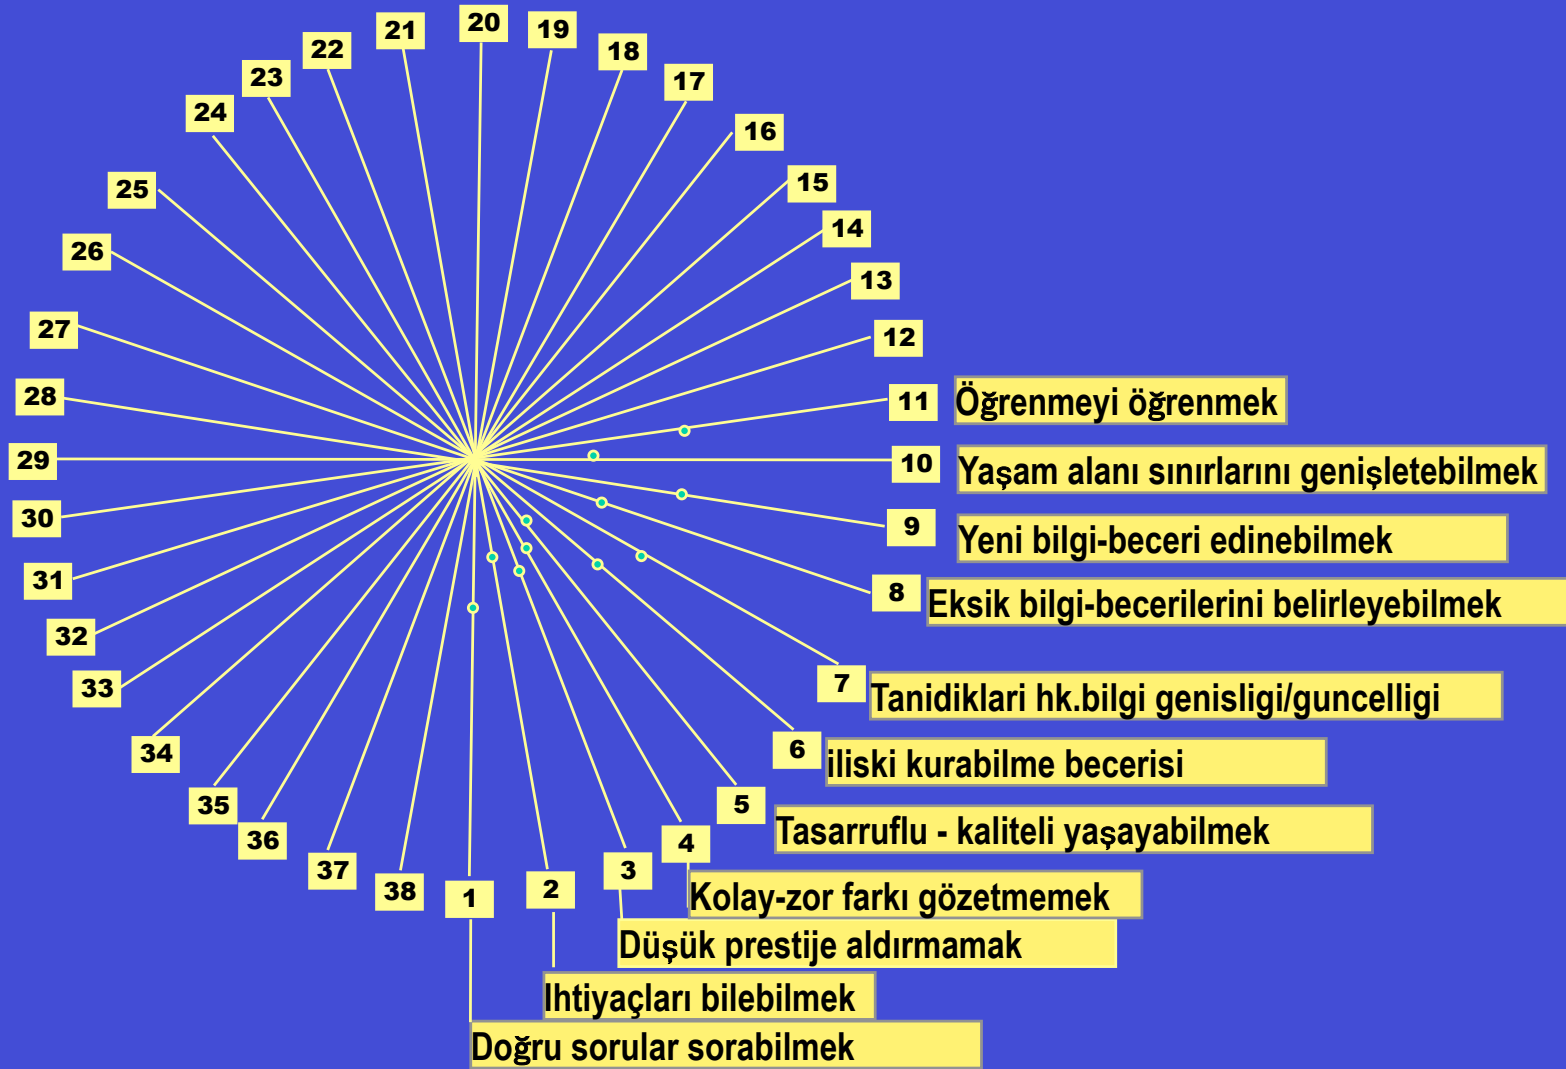 20
21
19
22
18
23
17
24
16
15
25
14
26
13
27
12
28
11 Öğrenmeyi öğrenmek
29
10 Yaşam alanı sınırlarını genişletebilmek
30
9 Yeni bilgi-beceri edinebilmek
31
8 Eksik bilgi-becerilerini belirleyebilmek
32
33
7 Tanidiklari hk.bilgi genisligi/guncelligi
34
6 iliski kurabilme becerisi
35
5 Tasarruflu - kaliteli yaşayabilmek
36
4 Kolay-zor farkı gözetmemek
37
3 Düşük prestije aldırmamak
38
2 Ihtiyaçları bilebilmek
1 Doğru sorular sorabilmek